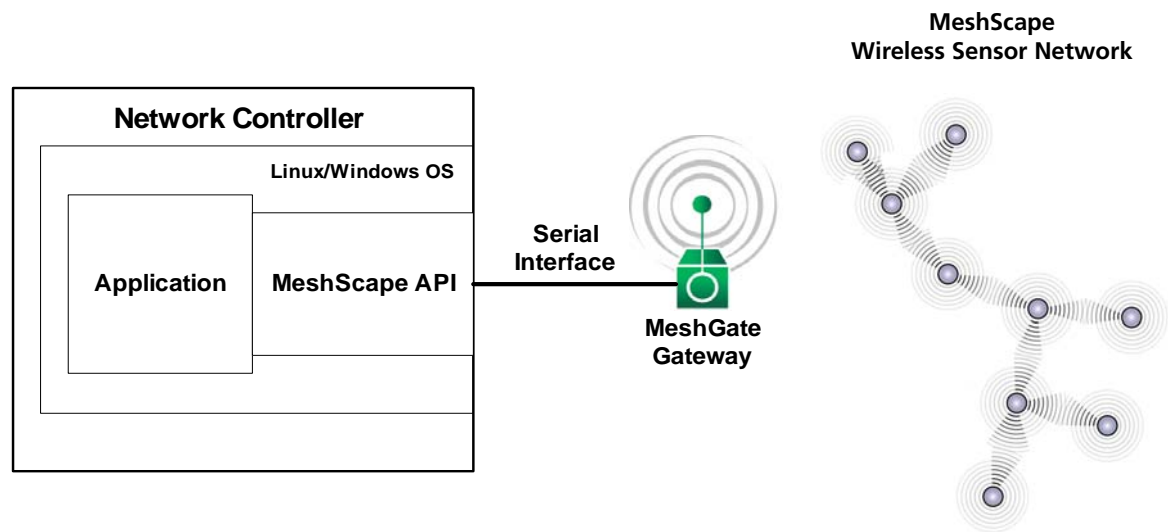 MeshScape
Wireless Sensor Network
Network Controller
Linux/Windows OS
Application
MeshScape API
Serial
Interface
MeshGate
Gateway